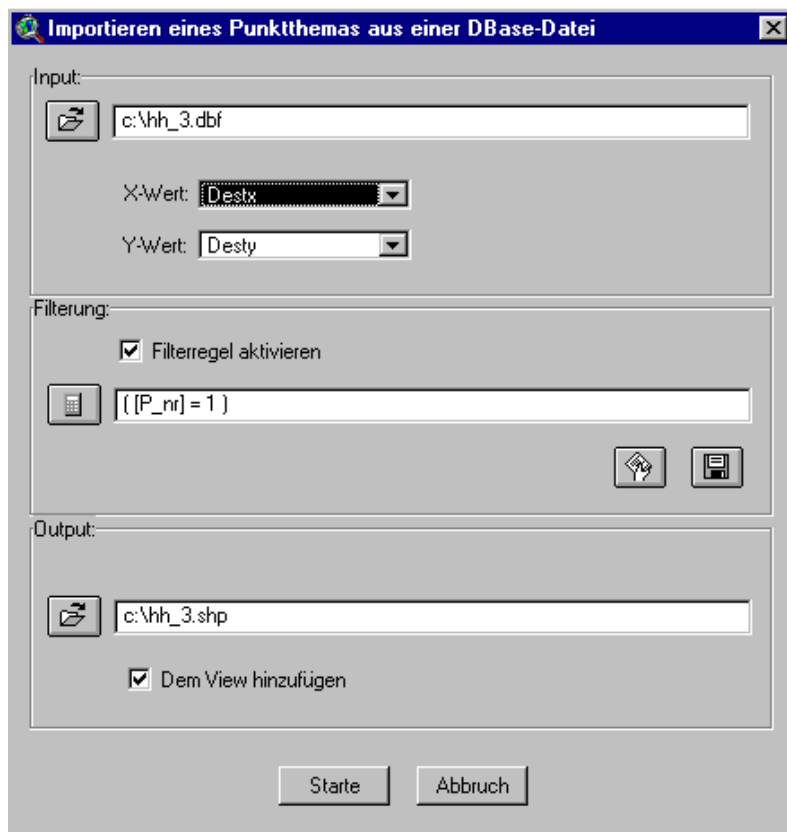 Importieren eines Punktthemas aus einer DBase-Datei
Input:
c:\hh_3.dbf
X-Wert: Destx
Y-Wert: Desty
Filterung:
Filterregel aktivieren
( [P_nr] = 1 )
Output:
c:\hh_3.shp
Dem View hinzufügen
Starte Abbruch